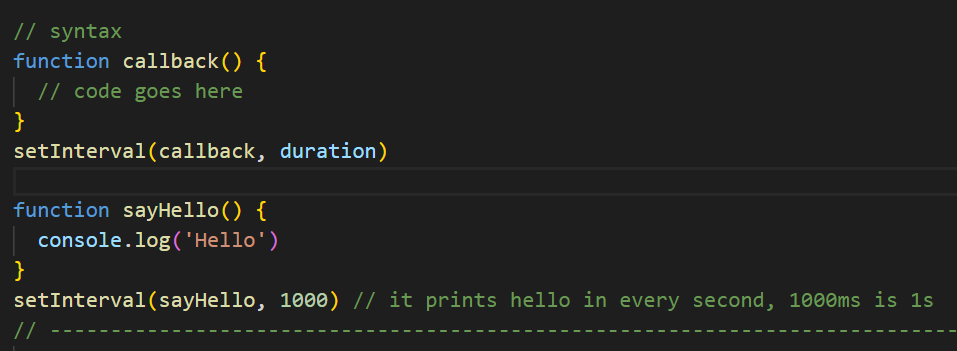 // syntax
function callback() {
// code goes here
}
setInterval(callback, duration)
function sayHello() {
console.log('Hello')
}
setInterval(sayHello, 1000) // it prints hello in every second, 1000ms is 1s
// ---------------------------------------------------------------------------